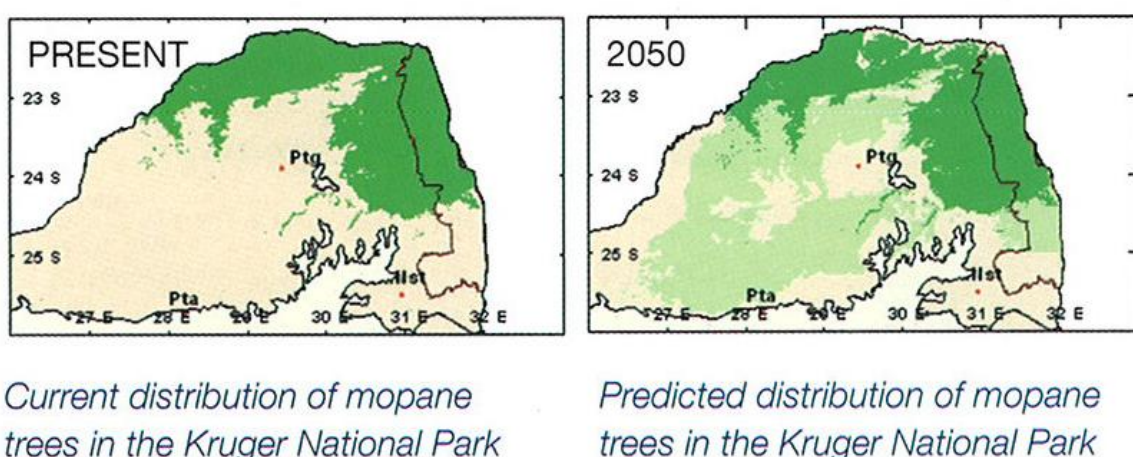 PRESENT
23 S
24 S
25 S
Ptg
Pta
Nst
27 E
28 E
29 E
30 E
31 E
32 E
2050
23 S
24 S
25 S
Ptg
Pta
Nst
27 E
28 E
29 E
30 E
31 E
32 E
Current distribution of mopane
trees in the Kruger National Park
Predicted distribution of mopane
trees in the Kruger National Park